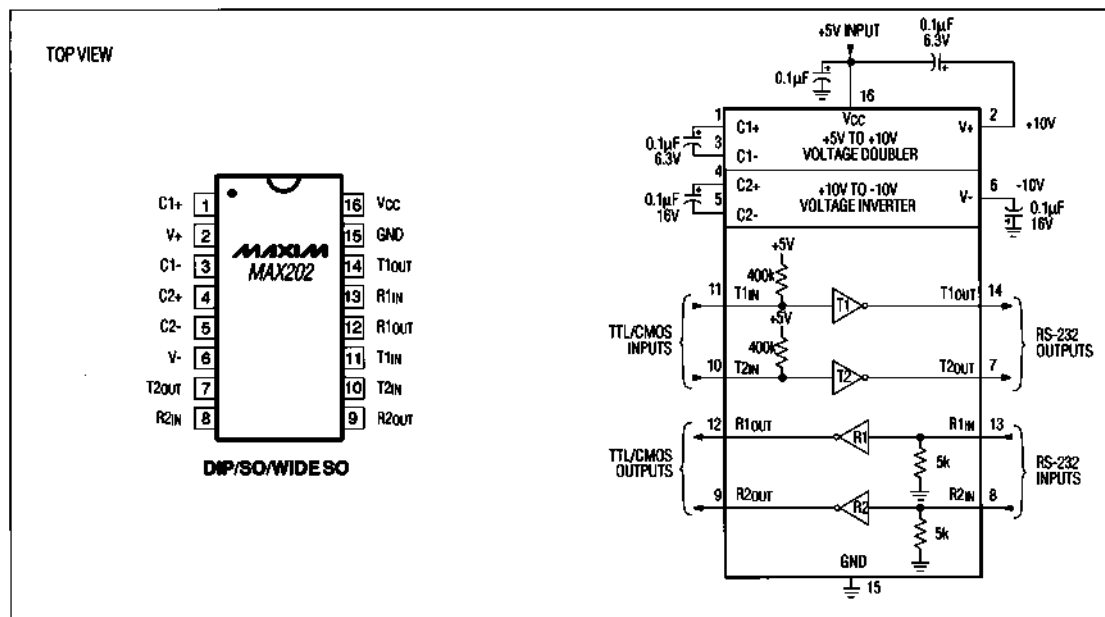 TOP VIEW
C1+ 1
V+ 2
C1- 3
C2+ 4
C2- 5
V- 6
T2OUT 7
R2IN 8
16 VCC
15 GND
14 T1OUT
13 R1IN
12 R1OUT
11 T1IN
10 T2IN
9 R2OUT
MAXIM
MAX202
DIP/SO/WIDE SO
+5V INPUT
0.1µF
6.3V
0.1µF
16
VCC
+5V TO +10V
VOLTAGE DOUBLER
1
C1+
3
C1-
0.1µF
6.3V
2
V+
+10V
4
C2+
5
C2-
0.1µF
16V
+10V TO -10V
VOLTAGE INVERTER
6
V-
-10V
0.1µF
16V
+5V
400k
11 T1IN
T1
T1OUT 14
+5V
400k
10 T2IN
T2
T2OUT 7
TTL/CMOS
INPUTS
RS-232
OUTPUTS
12 R1OUT
R1
R1IN 13
5k
9 R2OUT
R2
R2IN 8
5k
TTL/CMOS
OUTPUTS
RS-232
INPUTS
GND
15